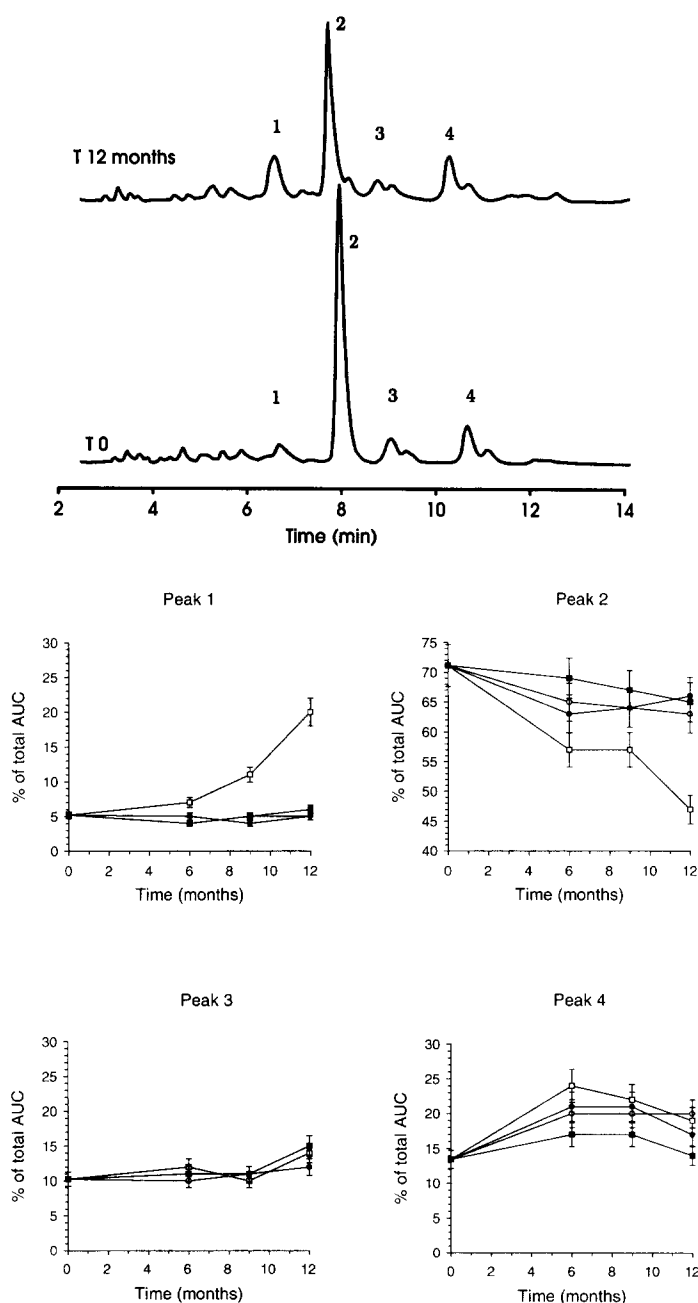 2
1
3
4
T 12 months
2
1
3
4
T 0
2 4 6 8 10 12 14
Time (min)
Peak 1
30
25
20
15
10
5
0
% of total AUC
0 2 4 6 8 10 12
Time (months)
Peak 2
75
70
65
60
55
50
45
40
% of total AUC
0 2 4 6 8 10 12
Time (months)
Peak 3
30
25
20
15
10
5
0
% of total AUC
0 2 4 6 8 10 12
Time (months)
Peak 4
30
25
20
15
10
5
0
% of total AUC
0 2 4 6 8 10 12
Time (months)